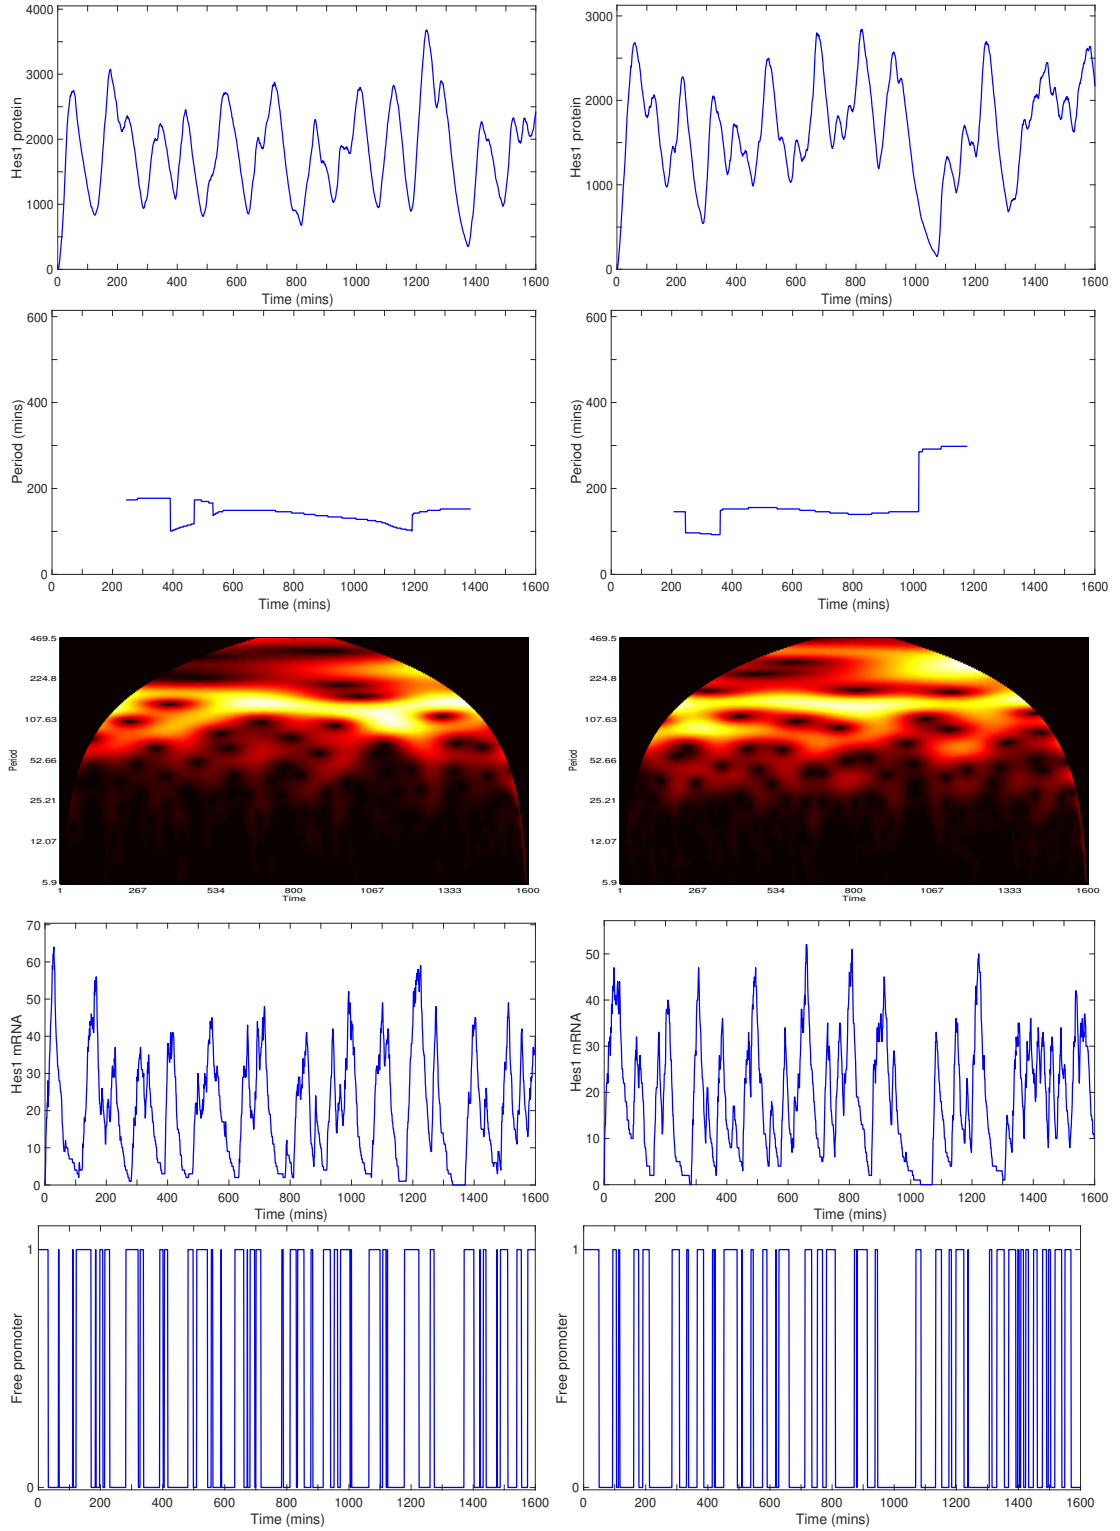 4000
3000
2000
1000
0
Hes1 protein
0 200 400 600 800 1000 1200 1400 1600
Time (mins)
3000
2000
1000
0
Hes1 protein
0 200 400 600 800 1000 1200 1400 1600
Time (mins)
600
400
200
0
Period (mins)
0 200 400 600 800 1000 1200 1400 1600
Time (mins)
600
400
200
0
Period (mins)
0 200 400 600 800 1000 1200 1400 1600
Time (mins)
469.5
224.8
107.63
52.66
25.21
12.07
5.9
Period
1 267 534 800 1067 1333 1600
Time
469.5
224.8
107.63
52.66
25.21
12.07
5.9
Period
1 267 534 800 1067 1333 1600
Time
70
60
50
40
30
20
10
0
Hes1 mRNA
0 200 400 600 800 1000 1200 1400 1600
Time (mins)
50
40
30
20
10
0
Hes1 mRNA
0 200 400 600 800 1000 1200 1400 1600
Time (mins)
1
0
Free promoter
0 200 400 600 800 1000 1200 1400 1600
Time (mins)
1
0
Free promoter
0 200 400 600 800 1000 1200 1400 1600
Time (mins)